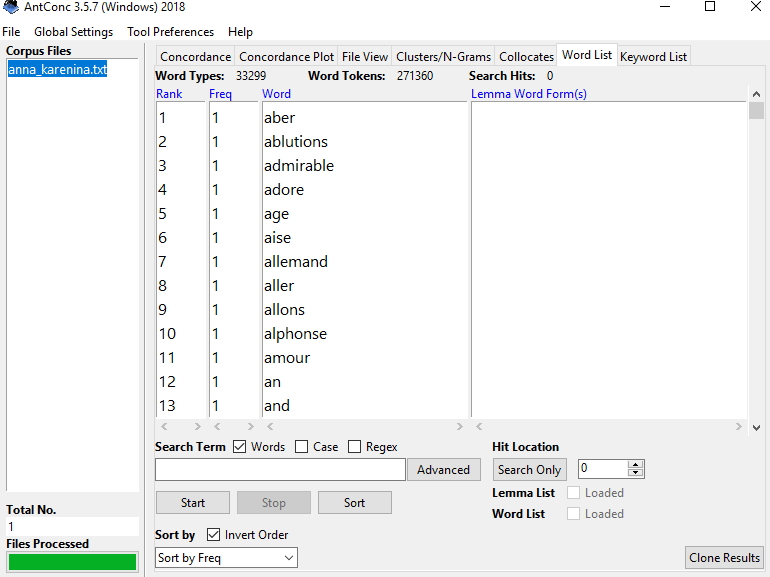 AntConc 3.5.7 (Windows) 2018
File Global Settings Tool Preferences Help
Corpus Files
anna_karenina.txt
Concordance Concordance Plot File View Clusters/N-Grams Collocates Word List Keyword List
Word Types: 33299 Word Tokens: 271360 Search Hits: 0
Rank Freq Word Lemma Word Form(s)
1 1 aber
2 1 ablutions
3 1 admirable
4 1 adore
5 1 age
6 1 aise
7 1 allemand
8 1 aller
9 1 allons
10 1 alphonse
11 1 amour
12 1 an
13 1 and
Search Term Words Case Regex Hit Location
Advanced Search Only 0
Start Stop Sort Lemma List Loaded
Word List Loaded
Sort by Invert Order
Sort by Freq Clone Results
Total No.
1
Files Processed